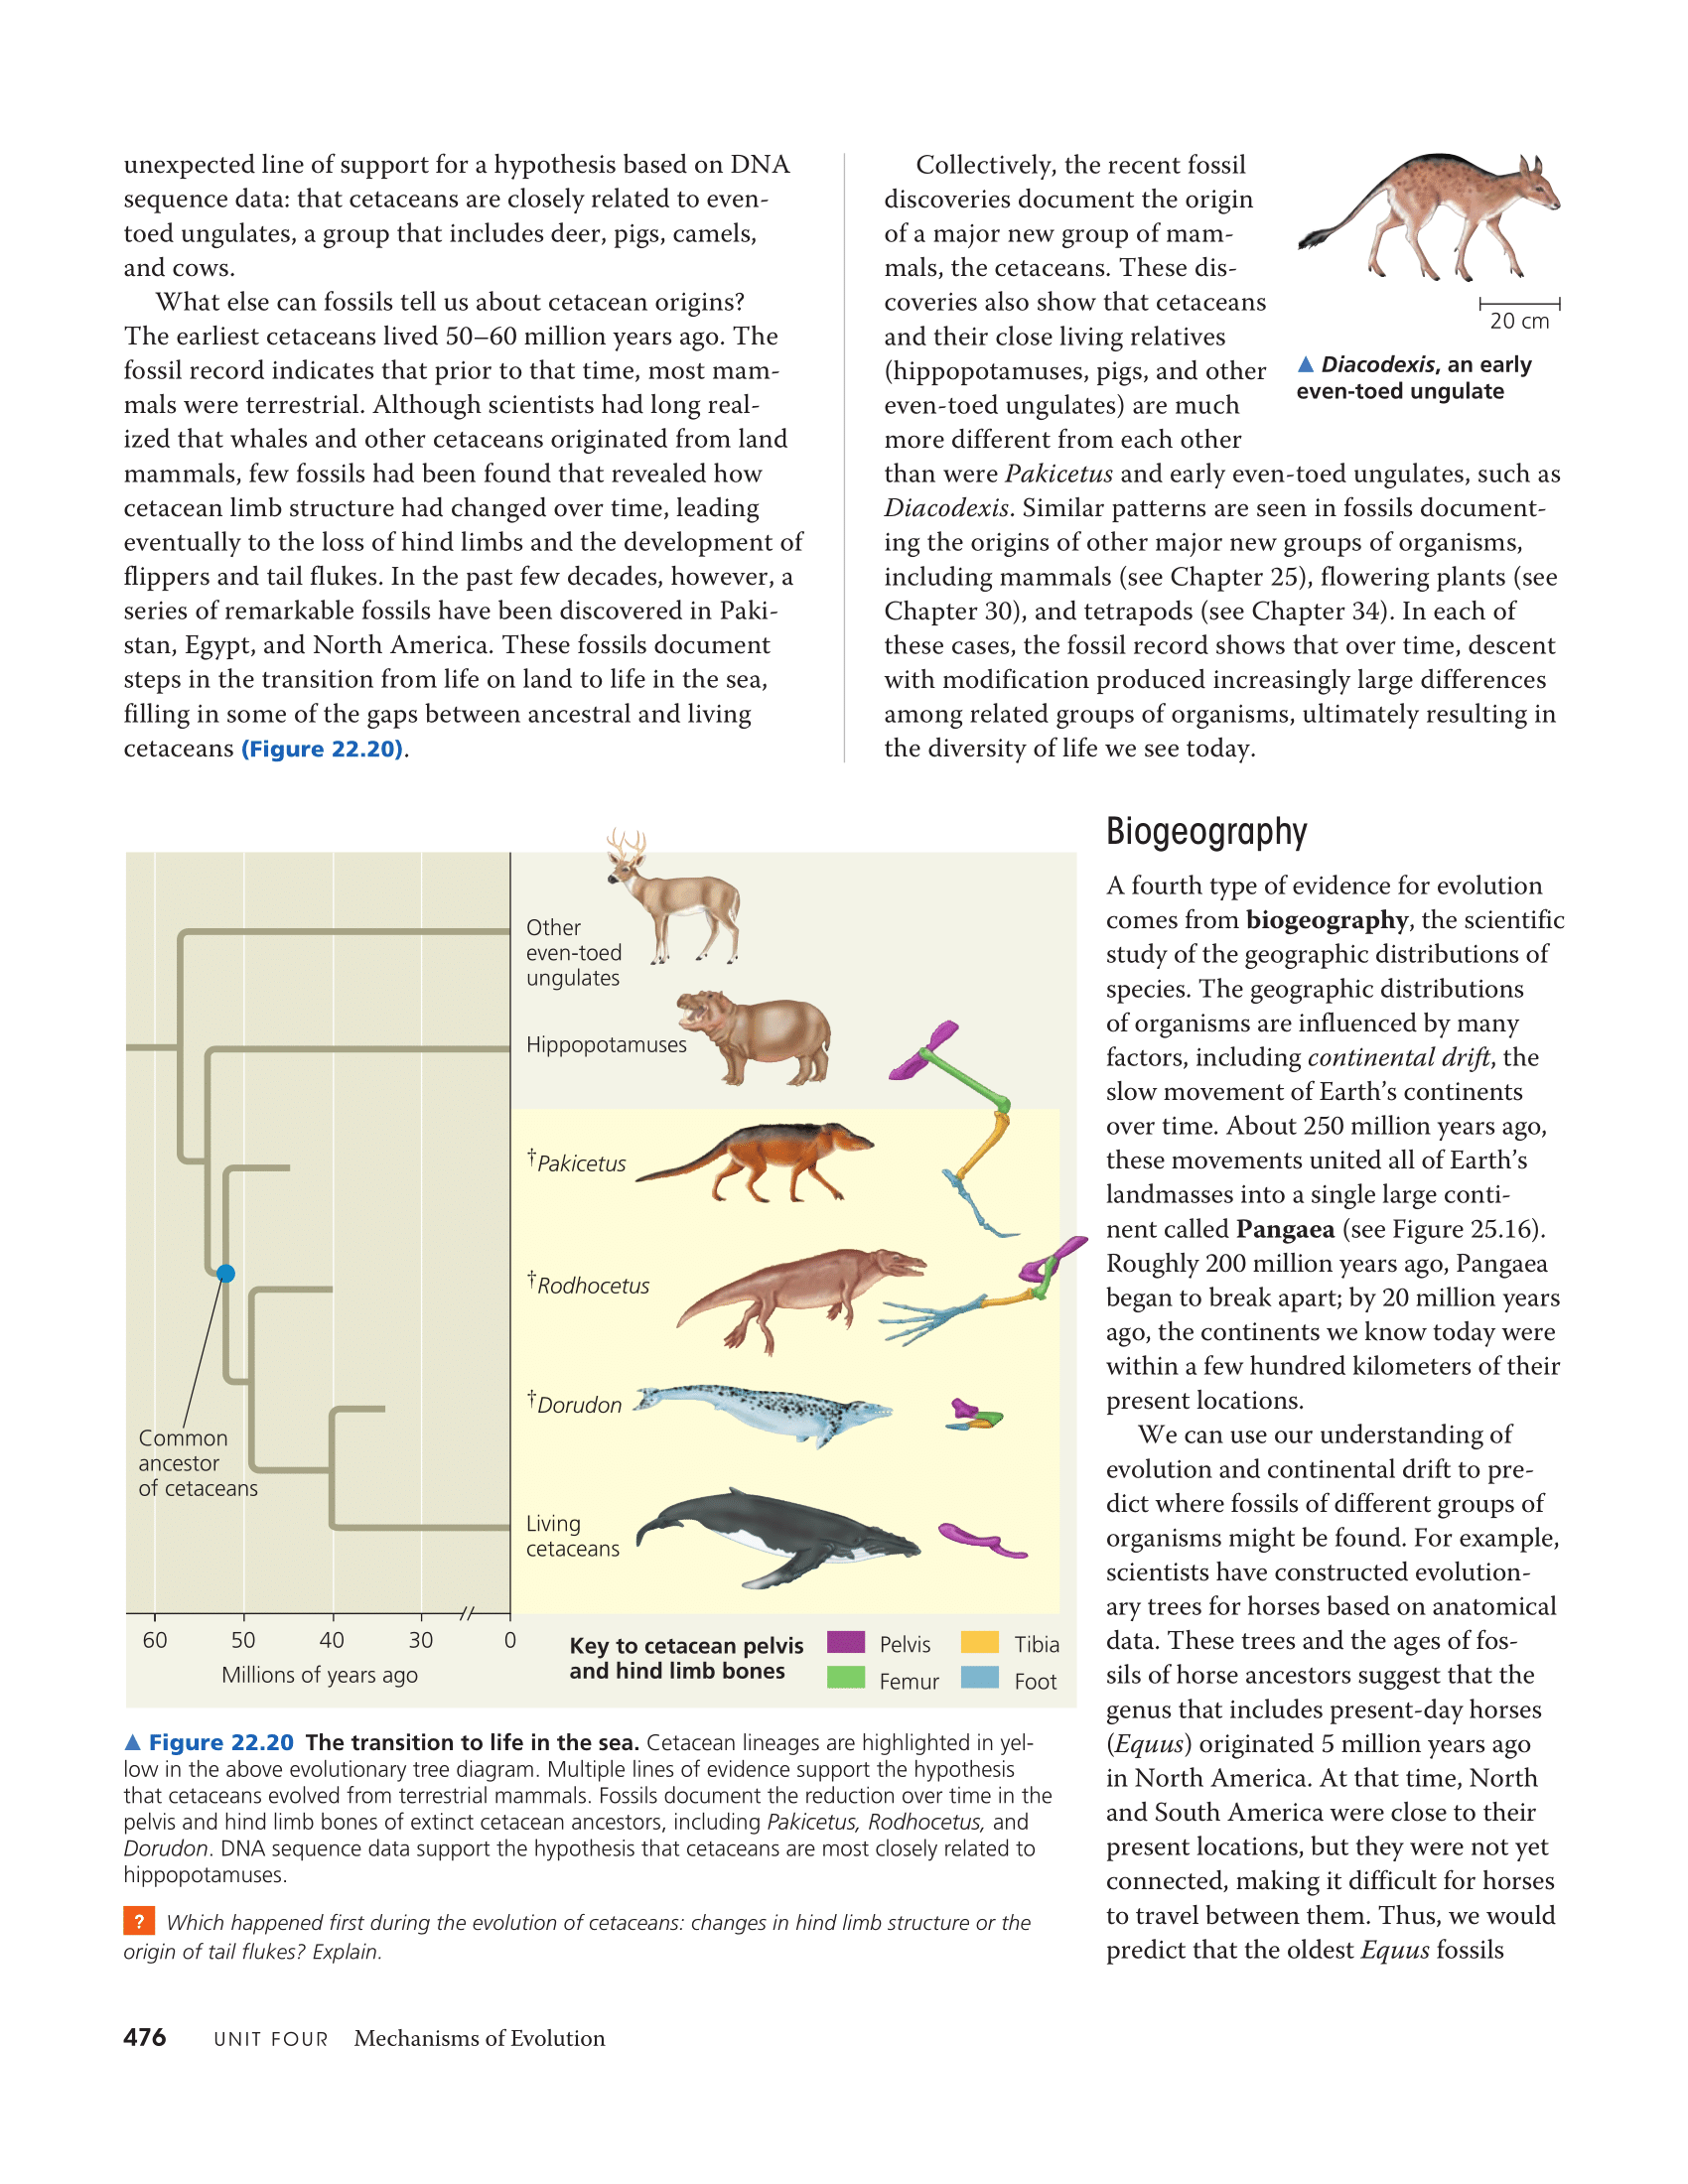 unexpected line of support for a hypothesis based on DNA
sequence data: that cetaceans are closely related to even-
toed ungulates, a group that includes deer, pigs, camels,
and cows.
What else can fossils tell us about cetacean origins?
The earliest cetaceans lived 50–60 million years ago. The
fossil record indicates that prior to that time, most mam-
mals were terrestrial. Although scientists had long real-
ized that whales and other cetaceans originated from land
mammals, few fossils had been found that revealed how
cetacean limb structure had changed over time, leading
eventually to the loss of hind limbs and the development of
flippers and tail flukes. In the past few decades, however, a
series of remarkable fossils have been discovered in Paki-
stan, Egypt, and North America. These fossils document
steps in the transition from life on land to life in the sea,
filling in some of the gaps between ancestral and living
cetaceans (Figure 22.20).
Collectively, the recent fossil
discoveries document the origin
of a major new group of mam-
mals, the cetaceans. These dis-
coveries also show that cetaceans
and their close living relatives
(hippopotamuses, pigs, and other
even-toed ungulates) are much
more different from each other
than were Pakicetus and early even-toed ungulates, such as
Diacodexis. Similar patterns are seen in fossils document-
ing the origins of other major new groups of organisms,
including mammals (see Chapter 25), flowering plants (see
Chapter 30), and tetrapods (see Chapter 34). In each of
these cases, the fossil record shows that over time, descent
with modification produced increasingly large differences
among related groups of organisms, ultimately resulting in
the diversity of life we see today.
20 cm
▲ Diacodexis, an early
even-toed ungulate
Other
even-toed
ungulates
Hippopotamuses
†Pakicetus
†Rodhocetus
†Dorudon
Living
cetaceans
Common
ancestor
of cetaceans
60 50 40 30 0
Millions of years ago
Key to cetacean pelvis
and hind limb bones
Pelvis
Femur
Tibia
Foot
▲ Figure 22.20 The transition to life in the sea. Cetacean lineages are highlighted in yel-
low in the above evolutionary tree diagram. Multiple lines of evidence support the hypothesis
that cetaceans evolved from terrestrial mammals. Fossils document the reduction over time in the
pelvis and hind limb bones of extinct cetacean ancestors, including Pakicetus, Rodhocetus, and
Dorudon. DNA sequence data support the hypothesis that cetaceans are most closely related to
hippopotamuses.
? Which happened first during the evolution of cetaceans: changes in hind limb structure or the
origin of tail flukes? Explain.
Biogeography
A fourth type of evidence for evolution
comes from biogeography, the scientific
study of the geographic distributions of
species. The geographic distributions
of organisms are influenced by many
factors, including continental drift, the
slow movement of Earth's continents
over time. About 250 million years ago,
these movements united all of Earth's
landmasses into a single large conti-
nent called Pangaea (see Figure 25.16).
Roughly 200 million years ago, Pangaea
began to break apart; by 20 million years
ago, the continents we know today were
within a few hundred kilometers of their
present locations.
We can use our understanding of
evolution and continental drift to pre-
dict where fossils of different groups of
organisms might be found. For example,
scientists have constructed evolution-
ary trees for horses based on anatomical
data. These trees and the ages of fos-
sils of horse ancestors suggest that the
genus that includes present-day horses
(Equus) originated 5 million years ago
in North America. At that time, North
and South America were close to their
present locations, but they were not yet
connected, making it difficult for horses
to travel between them. Thus, we would
predict that the oldest Equus fossils
476 UNIT FOUR Mechanisms of Evolution